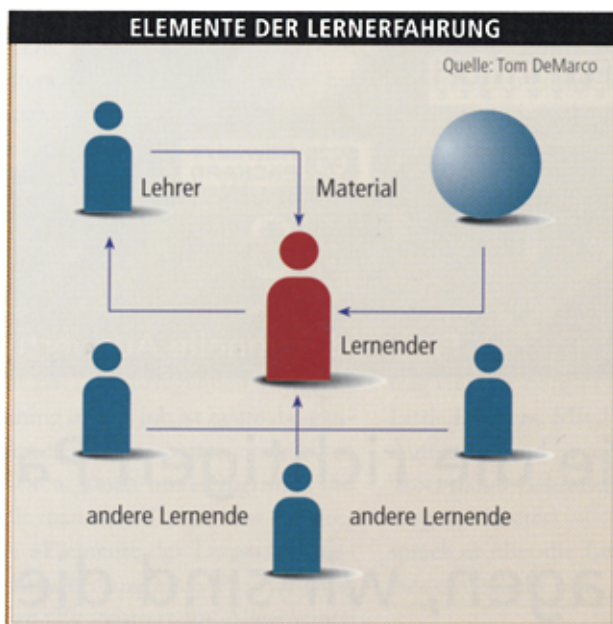 ELEMENTE DER LERNERFAHRUNG
Quelle: Tom DeMarco
Lehrer
Material
Lernender
andere Lernende
andere Lernende